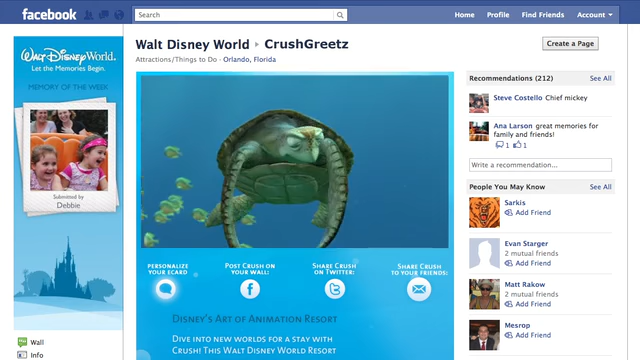 facebook
Search
Home Profile Find Friends Account
Walt Disney World.
Let the Memories Begin.
MEMORY OF THE WEEK
Submitted by
Debbie
Wall
Info
Walt Disney World ▸ CrushGreetz
Attractions/Things to Do · Orlando, Florida
Create a Page
PERSONALIZE
YOUR ECARD
POST CRUSH ON
YOUR WALL:
SHARE CRUSH
ON TWITTER:
SHARE CRUSH
TO YOUR FRIENDS:
DISNEY'S ART OF ANIMATION RESORT
DIVE INTO NEW WORLDS FOR A STAY WITH
CRUSH! THIS WALT DISNEY WORLD RESORT
Recommendations (212) See All
Steve Costello Chief mickey
Ana Larson great memories for
family and friends!
1 1
Write a recommendation...
People You May Know See All
Sarkis
Add Friend
Evan Starger
2 mutual friends
Add Friend
Matt Rakow
2 mutual friends
Add Friend
Mesrop
Add Friend